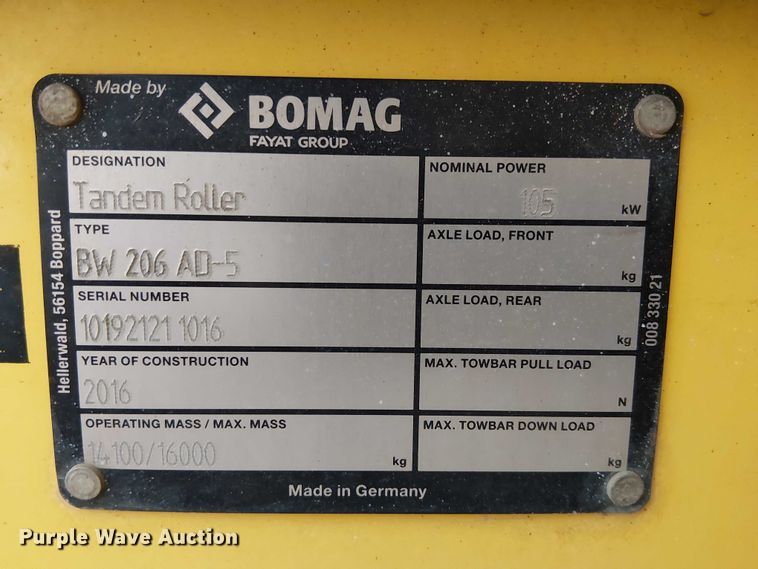 Made by
BOMAG
FAYAT GROUP
DESIGNATION
Tandem Roller
NOMINAL POWER
105 kW
TYPE
BW 206 AD-5
AXLE LOAD, FRONT
kg
SERIAL NUMBER
10192121 1016
AXLE LOAD, REAR
kg
YEAR OF CONSTRUCTION
2016
MAX. TOWBAR PULL LOAD
N
OPERATING MASS / MAX. MASS
14100/16000 kg
MAX. TOWBAR DOWN LOAD
kg
Made in Germany
Hellerwald, 56154 Boppard
008 330 21
Purple Wave Auction